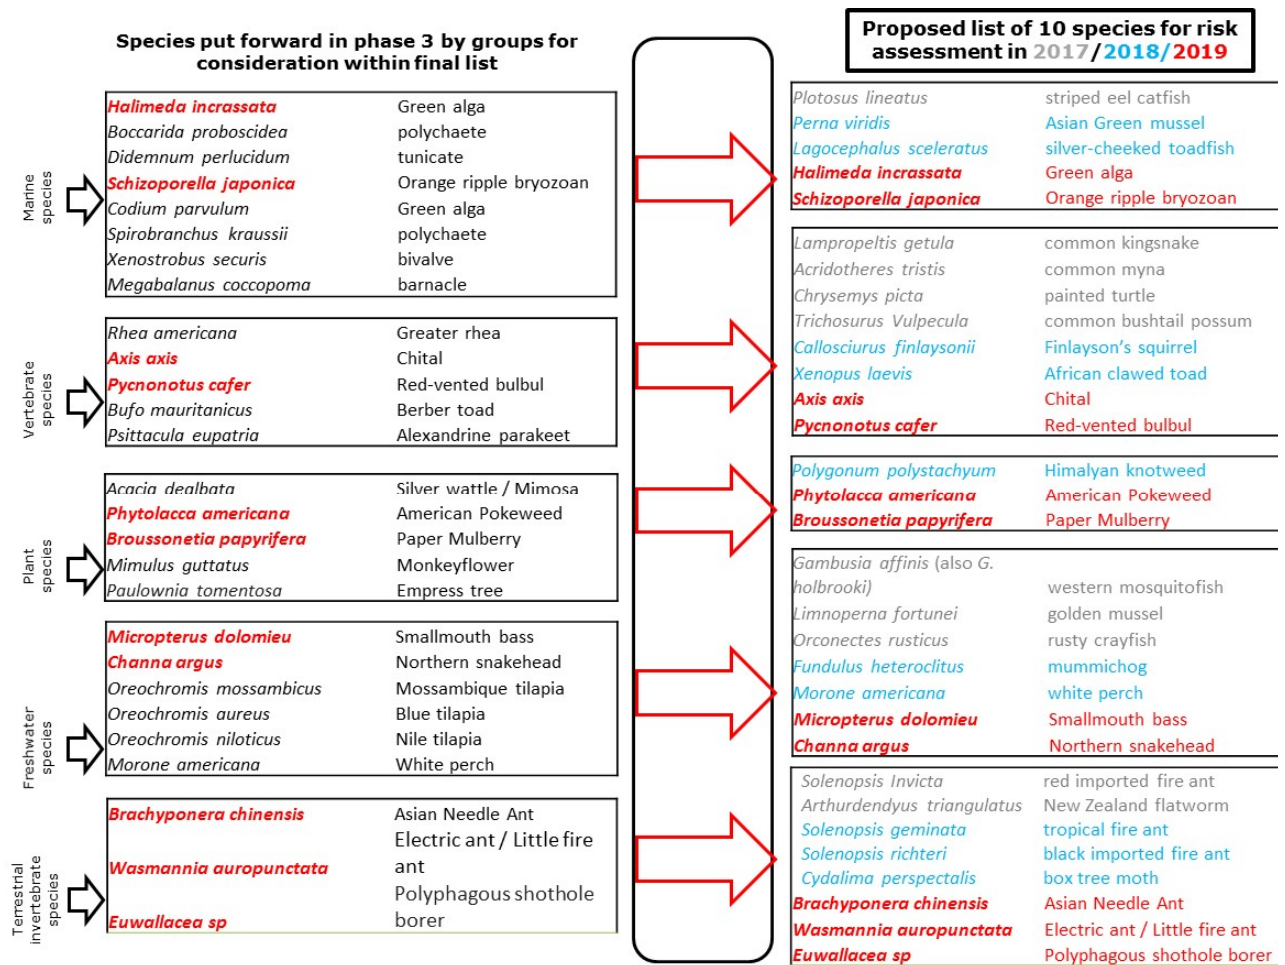 Species put forward in phase 3 by groups for
consideration within final list
Proposed list of 10 species for risk
assessment in 2017/2018/2019
Marine
species
Halimeda incrassata Green alga
Boccarida proboscidea polychaete
Didemnum perlucidum tunicate
Schizoporella japonica Orange ripple bryozoan
Codium parvulum Green alga
Spirobranchus kraussii polychaete
Xenostrobus securis bivalve
Megabalanus coccopoma barnacle
Plotosus lineatus striped eel catfish
Perna viridis Asian Green mussel
Lagocephalus sceleratus silver-cheeked toadfish
Halimeda incrassata Green alga
Schizoporella japonica Orange ripple bryozoan
Vertebrate
species
Rhea americana Greater rhea
Axis axis Chital
Pycnonotus cafer Red-vented bulbul
Bufo mauritanicus Berber toad
Psittacula eupatria Alexandrine parakeet
Lampropeltis getula common kingsnake
Acridotheres tristis common myna
Chrysemys picta painted turtle
Trichosurus Vulpecula common bushtail possum
Callosciurus finlaysonii Finlayson's squirrel
Xenopus laevis African clawed toad
Axis axis Chital
Pycnonotus cafer Red-vented bulbul
Plant
species
Acacia dealbata Silver wattle / Mimosa
Phytolacca americana American Pokeweed
Broussonetia papyrifera Paper Mulberry
Mimulus guttatus Monkeyflower
Paulownia tomentosa Empress tree
Polygonum polystachyum Himalyan knotweed
Phytolacca americana American Pokeweed
Broussonetia papyrifera Paper Mulberry
Freshwater
species
Micropterus dolomieu Smallmouth bass
Channa argus Northern snakehead
Oreochromis mossambicus Mossambique tilapia
Oreochromis aureus Blue tilapia
Oreochromis niloticus Nile tilapia
Morone americana White perch
Gambusia affinis (also G.
holbrooki) western mosquitofish
Limnoperna fortunei golden mussel
Orconectes rusticus rusty crayfish
Fundulus heteroclitus mummichog
Morone americana white perch
Micropterus dolomieu Smallmouth bass
Channa argus Northern snakehead
Terrestrial
invertebrate
species
Brachyponera chinensis Asian Needle Ant
Electric ant / Little fire
Wasmannia auropunctata ant
Polyphagous shothole
Euwallacea sp borer
Solenopsis Invicta red imported fire ant
Arthurdendyus triangulatus New Zealand flatworm
Solenopsis geminata tropical fire ant
Solenopsis richteri black imported fire ant
Cydalima perspectalis box tree moth
Brachyponera chinensis Asian Needle Ant
Wasmannia auropunctata Electric ant / Little fire ant
Euwallacea sp Polyphagous shothole borer